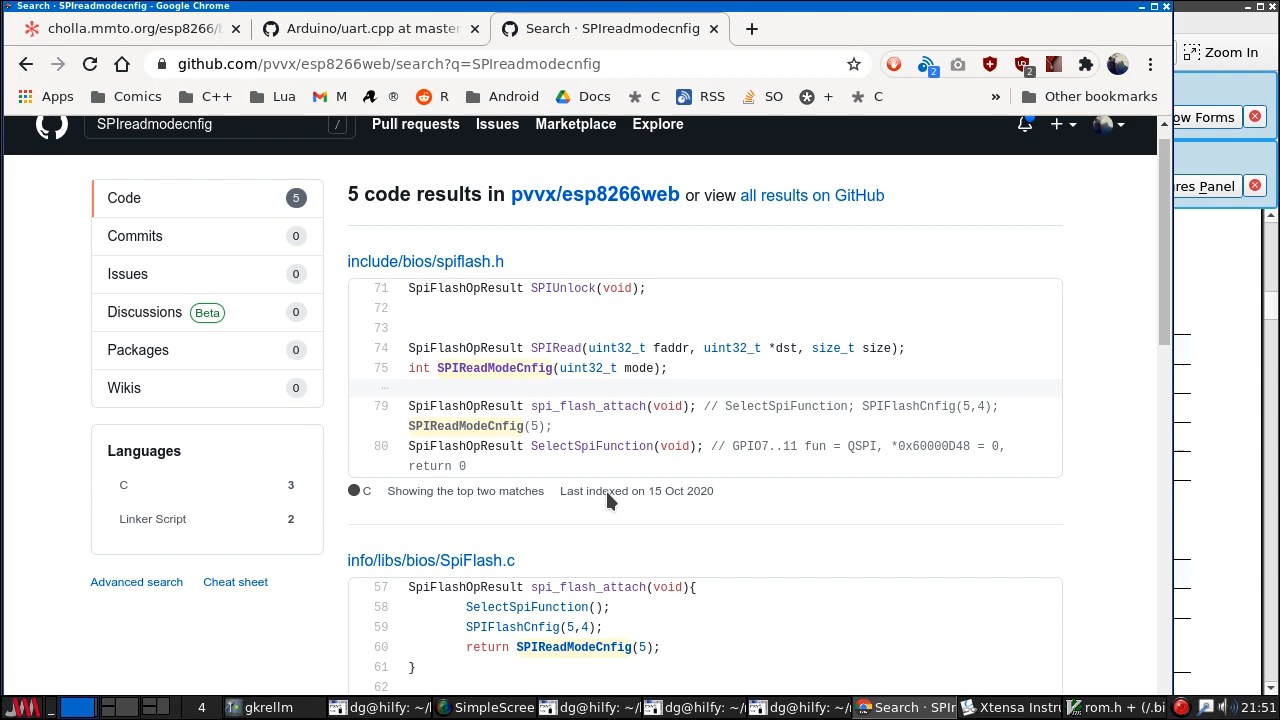 Search · SPIreadmodecnfig - Google Chrome
cholla.mmto.org/esp8266/
Arduino/uart.cpp at master
Search · SPIreadmodecnfig
github.com/pvvx/esp8266web/search?q=SPIreadmodecnfig
2
2
Zoom In
Apps
Comics
C++
Lua
M
®
R
Android
Docs
C
RSS
SO
+
C
»
Other bookmarks
ow Forms
SPIreadmodecnfig
/
Pull requests
Issues
Marketplace
Explore
ures Panel
Code 5
Commits 0
Issues 0
Discussions Beta 0
Packages 0
Wikis 0
Languages
C 3
Linker Script 2
Advanced search
Cheat sheet
5 code results in pvvx/esp8266web or view all results on GitHub
include/bios/spiflash.h
71 SpiFlashOpResult SPIUnlock(void);
72
73
74 SpiFlashOpResult SPIRead(uint32_t faddr, uint32_t *dst, size_t size);
75 int SPIReadModeCnfig(uint32_t mode);
…
79 SpiFlashOpResult spi_flash_attach(void); // SelectSpiFunction; SPIFlashCnfig(5,4);
SPIReadModeCnfig(5);
80 SpiFlashOpResult SelectSpiFunction(void); // GPIO7..11 fun = QSPI, *0x60000D48 = 0,
return 0
C Showing the top two matches Last indexed on 15 Oct 2020
info/libs/bios/SpiFlash.c
57 SpiFlashOpResult spi_flash_attach(void){
58 SelectSpiFunction();
59 SPIFlashCnfig(5,4);
60 return SPIReadModeCnfig(5);
61 }
62
4
gkrellm
dg@hilfy: ~/
SimpleScree
dg@hilfy: ~/
dg@hilfy: ~/
dg@hilfy: ~/
Search · SPIr
Xtensa Instru
rom.h + (/.bi
21:51